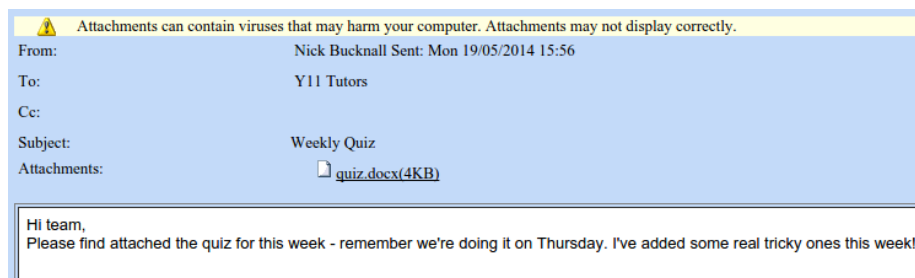 Attachments can contain viruses that may harm your computer. Attachments may not display correctly.
From: Nick Bucknall Sent: Mon 19/05/2014 15:56
To: Y11 Tutors
Cc:
Subject: Weekly Quiz
Attachments: quiz.docx(4KB)
Hi team,
Please find attached the quiz for this week - remember we're doing it on Thursday. I've added some real tricky ones this week!